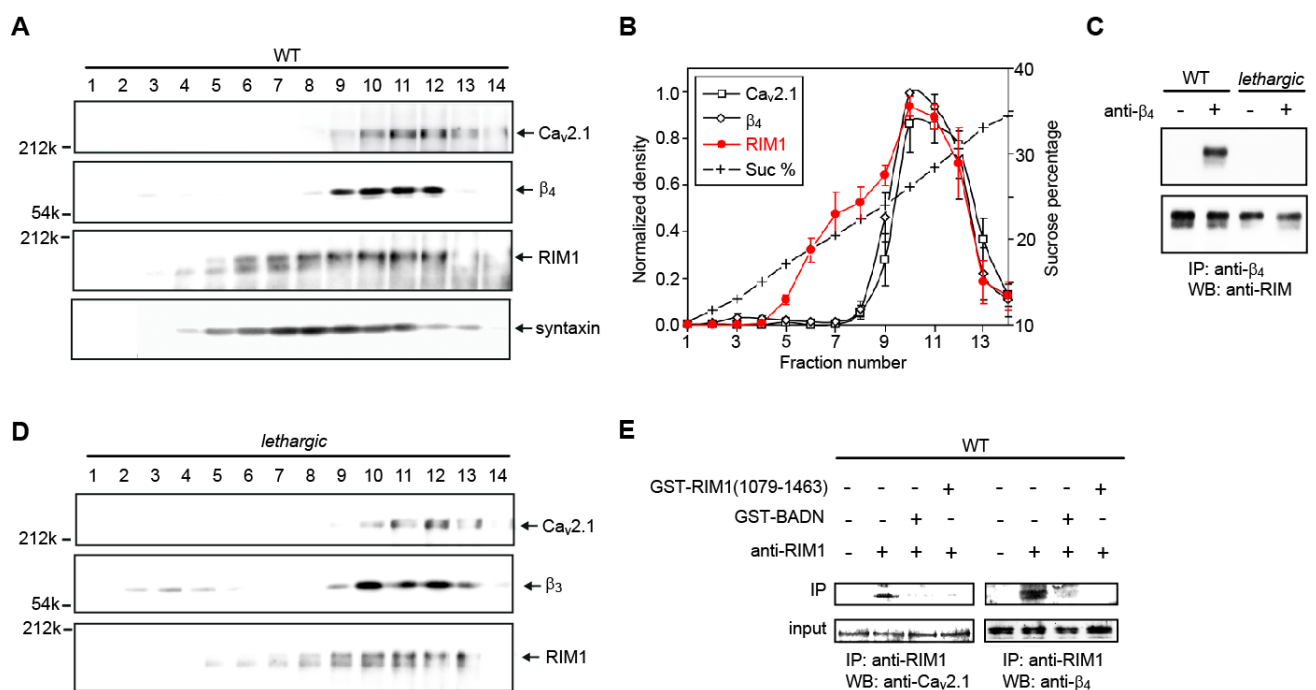 A
WT
1 2 3 4 5 6 7 8 9 10 11 12 13 14
212k
Cav2.1
54k
β4
212k
RIM1
syntaxin
B
Normalized density
1.0
0.8
0.6
0.4
0.2
0.0
Cav2.1
β4
RIM1
Suc %
40
30
20
10
Sucrose percentage
1 3 5 7 9 11 13
Fraction number
C
WT lethargic
anti-β4 - + - +
IP: anti-β4
WB: anti-RIM
D
lethargic
1 2 3 4 5 6 7 8 9 10 11 12 13 14
212k
Cav2.1
54k
β3
212k
RIM1
E
WT
GST-RIM1(1079-1463) - - - + - - - +
GST-BADN - - + - - - + -
anti-RIM1 - + + + - + + +
IP
input
IP: anti-RIM1 IP: anti-RIM1
WB: anti-Cav2.1 WB: anti-β4